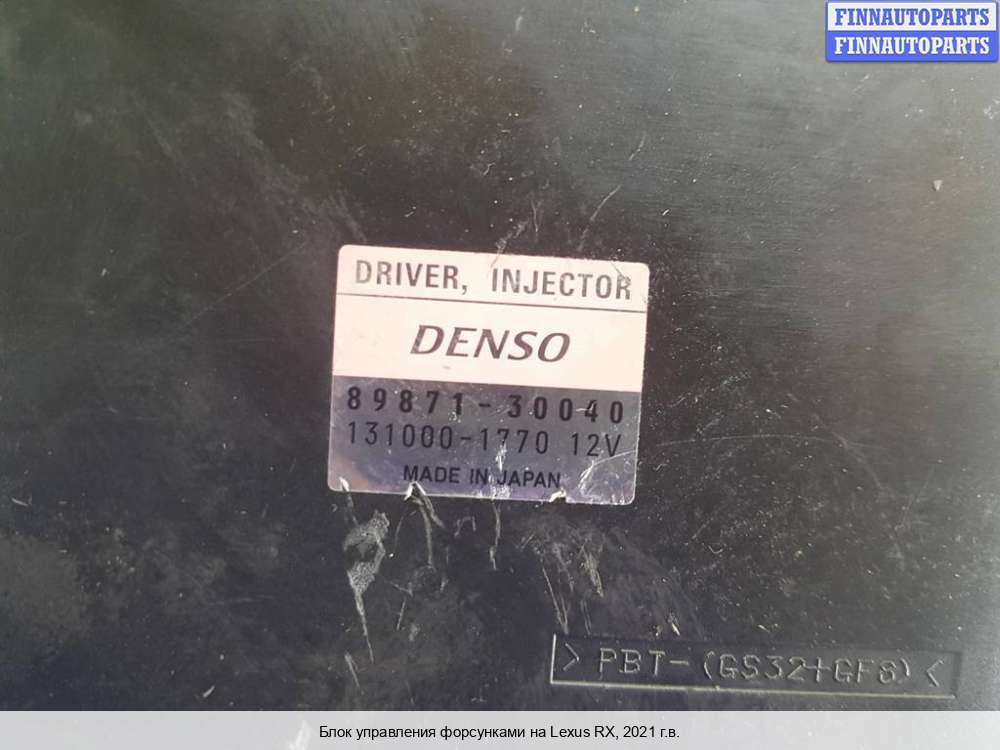 FINNAUTOPARTS
FINNAUTOPARTS
DRIVER, INJECTOR
DENSO
89871-30040
131000-1770 12V
MADE IN JAPAN
>PBT-(GS32+GF8)<
Блок управления форсунками на Lexus RX, 2021 г.в.